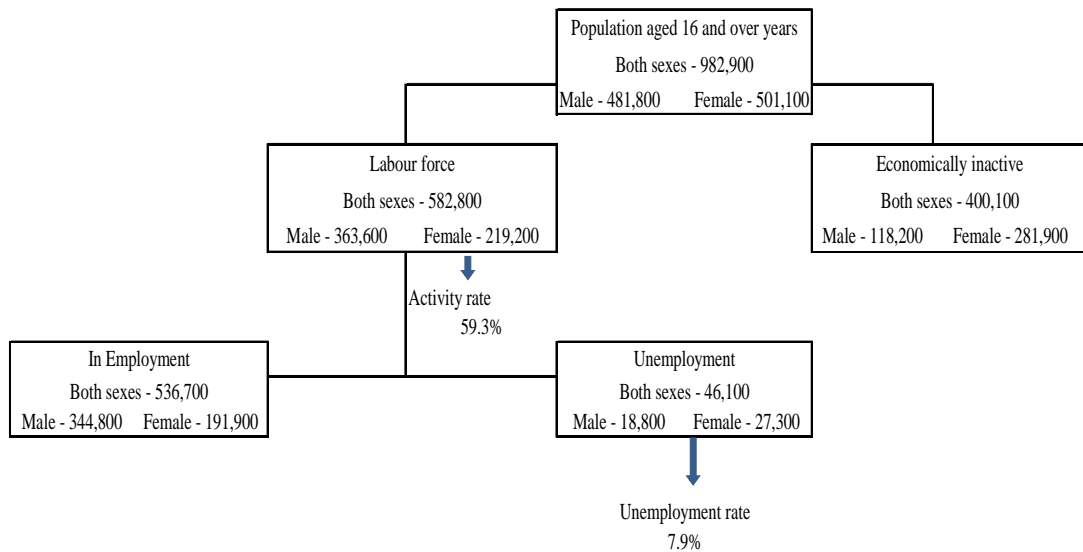 Population aged 16 and over years
Both sexes - 982,900
Male - 481,800 Female - 501,100
Labour force
Both sexes - 582,800
Male - 363,600 Female - 219,200
Economically inactive
Both sexes - 400,100
Male - 118,200 Female - 281,900
Activity rate
59.3%
In Employment
Both sexes - 536,700
Male - 344,800 Female - 191,900
Unemployment
Both sexes - 46,100
Male - 18,800 Female - 27,300
Unemployment rate
7.9%